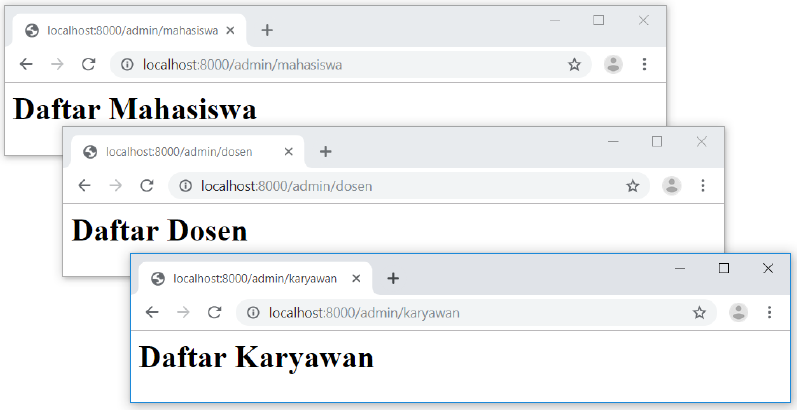 localhost:8000/admin/mahasiswa
localhost:8000/admin/mahasiswa
Daftar Mahasiswa
localhost:8000/admin/dosen
localhost:8000/admin/dosen
Daftar Dosen
localhost:8000/admin/karyawan
localhost:8000/admin/karyawan
Daftar Karyawan